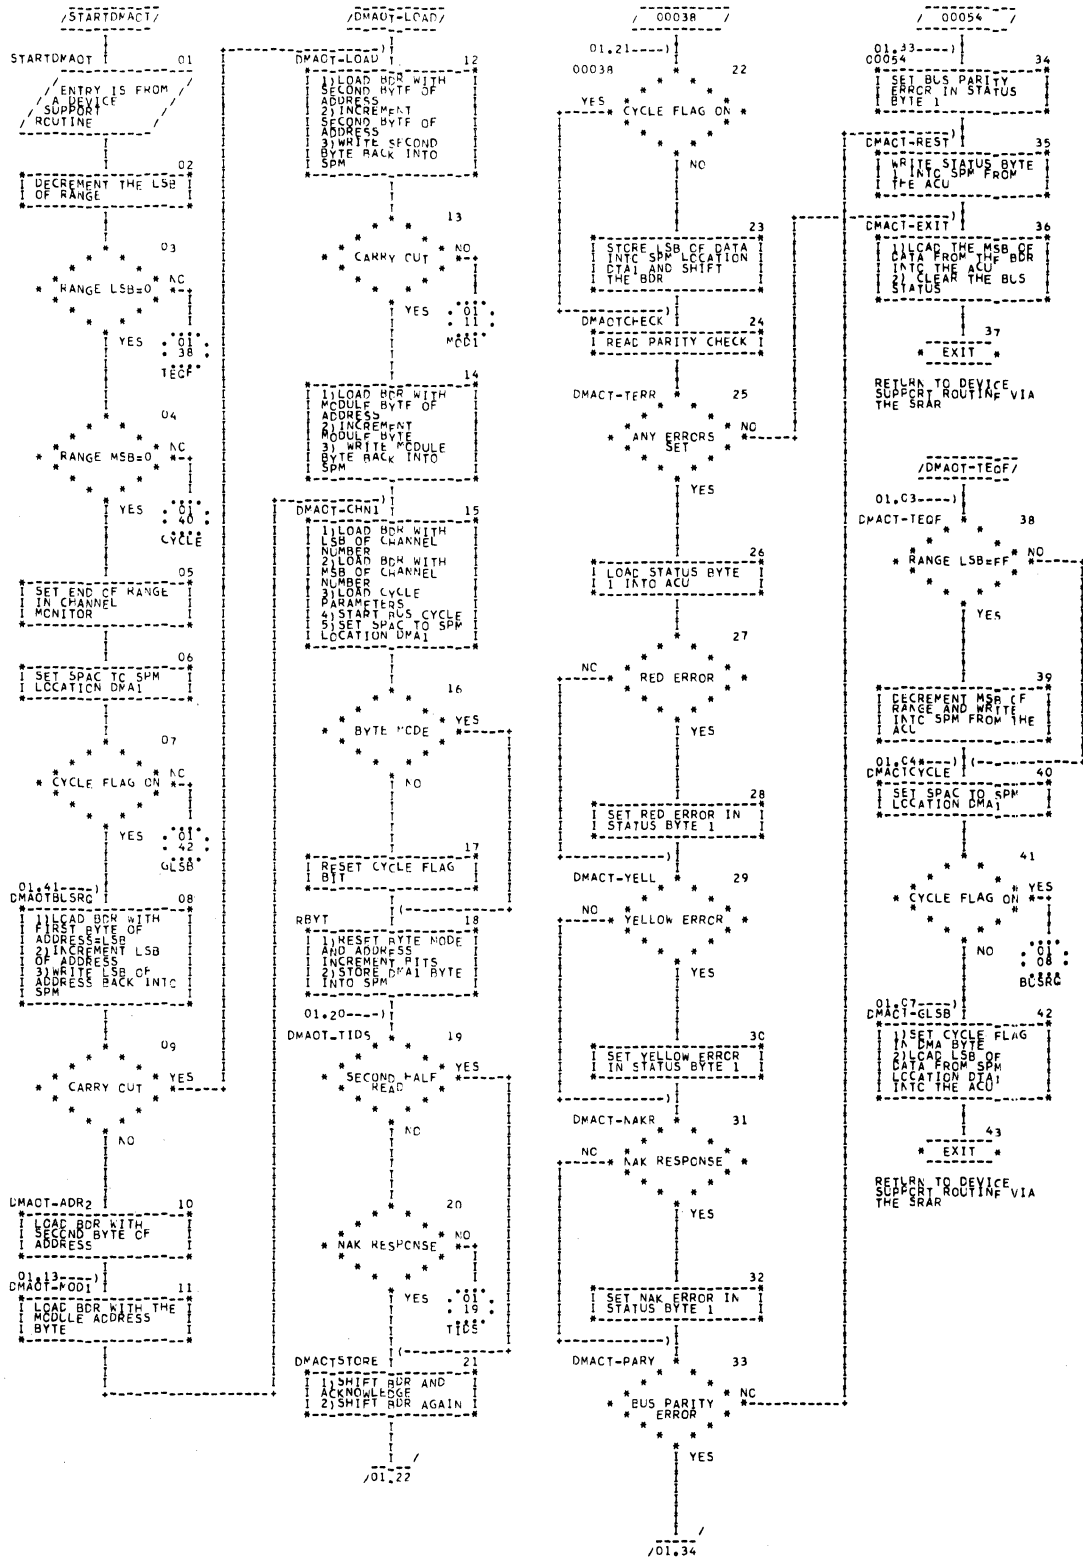 /STARTDMACT/
STARTDMAOT 01
/ENTRY IS FROM /
/ A DEVICE /
/ SUPPORT /
/ ROUTINE /
02
DECREMENT THE LSB
OF RANGE
03
RANGE LSB=0 NO
YES
01
38
TEOF
04
RANGE MSB=0 NO
YES
01
40
CYCLE
05
SET END OF RANGE
IN CHANNEL
MONITOR
06
SET SPAC TO SPM
LOCATION DMA1
07
CYCLE FLAG ON NO
YES
01
42
GLSB
01.41----)
DMAOTBLSRG 08
1)LOAD BDR WITH
FIRST BYTE OF
ADDRESS=LSB
2)INCREMENT LSB
OF ADDRESS
3)WRITE LSB OF
ADDRESS BACK INTO
SPM
09
CARRY OUT YES
NO
DMAOT-ADR2 10
LOAD BDR WITH
SECOND BYTE OF
ADDRESS
01.13----)
DMAOT-MOD1 11
LOAD BDR WITH THE
MODULE ADDRESS
BYTE
/DMAOT-LOAD/
DMAOT-LOAD 12
1)LOAD BDR WITH
SECOND BYTE OF
ADDRESS
2)INCREMENT
SECOND BYTE OF
ADDRESS
3)WRITE SECOND
BYTE BACK INTO
SPM
13
CARRY OUT NO
YES
01
11
MOD1
14
1)LOAD BDR WITH
MODULE BYTE OF
ADDRESS
2)INCREMENT
MODULE BYTE
3) WRITE MODULE
BYTE BACK INTO
SPM
DMAOT-CHN1 15
1)LOAD BDR WITH
LSB OF CHANNEL
NUMBER
2)LOAD BDR WITH
MSB OF CHANNEL
NUMBER
3)LOAD CYCLE
PARAMETERS
4)START BUS CYCLE
5)SET SPAC TO SPM
LOCATION DMA1
16
BYTE MODE YES
NO
17
RESET CYCLE FLAG
BIT
RBYT 18
1)RESET BYTE MODE
AND ADDRESS
INCREMENT BITS
2)STORE DMA1 BYTE
INTO SPM
01.20----)
DMAOT-TIDS 19
SECOND HALF YES
READ
NO
20
NAK RESPONSE NO
YES
01
19
TIDS
DMACTSTORE 21
1)SHIFT BDR AND
ACKNOWLEDGE
2)SHIFT BDR AGAIN
/01.22
/ 00038 /
01.21----)
00038 22
YES CYCLE FLAG ON
NO
23
STORE LSB OF DATA
INTO SPM LOCATION
DTA1 AND SHIFT
THE BDR
DMAOTCHECK 24
READ PARITY CHECK
DMACT-TERR 25
ANY ERRORS NO
SET
YES
26
LOAD STATUS BYTE
1 INTO ACU
27
NO RED ERROR
YES
28
SET RED ERROR IN
STATUS BYTE 1
DMACT-YELL 29
NO YELLOW ERROR
YES
30
SET YELLOW ERROR
IN STATUS BYTE 1
DMACT-NAKR 31
NO NAK RESPONSE
YES
32
SET NAK ERROR IN
STATUS BYTE 1
DMACT-PARY 33
BUS PARITY NO
ERROR
YES
/01.34
/ 00054 /
01.33----)
00054 34
SET BUS PARITY
ERROR IN STATUS
BYTE 1
DMACT-REST 35
WRITE STATUS BYTE
1 INTO SPM FROM
THE ACU
DMACT-EXIT 36
1)LOAD THE MSB OF
DATA FROM THE BDR
INTO THE ACU
2) CLEAR THE BUS
STATUS
37
EXIT
RETURN TO DEVICE
SUPPORT ROUTINE VIA
THE SRAR
/DMACT-TEOF/
01.03----)
DMACT-TEOF 38
RANGE LSB=FF NO
YES
39
DECREMENT MSB OF
RANGE AND WRITE
INTO SPM FROM THE
ACU
01.04----)
DMACTCYCLE 40
SET SPAC TO SPM
LOCATION DMA1
41
CYCLE FLAG ON YES
NO
01
08
BLSRG
01.07----)
DMACT-GLSB 42
1)SET CYCLE FLAG
IN DMA BYTE
2)LOAD LSB OF
DATA FROM SPM
LOCATION DTA1
INTO THE ACU
43
EXIT
RETURN TO DEVICE
SUPPORT ROUTINE VIA
THE SRAR